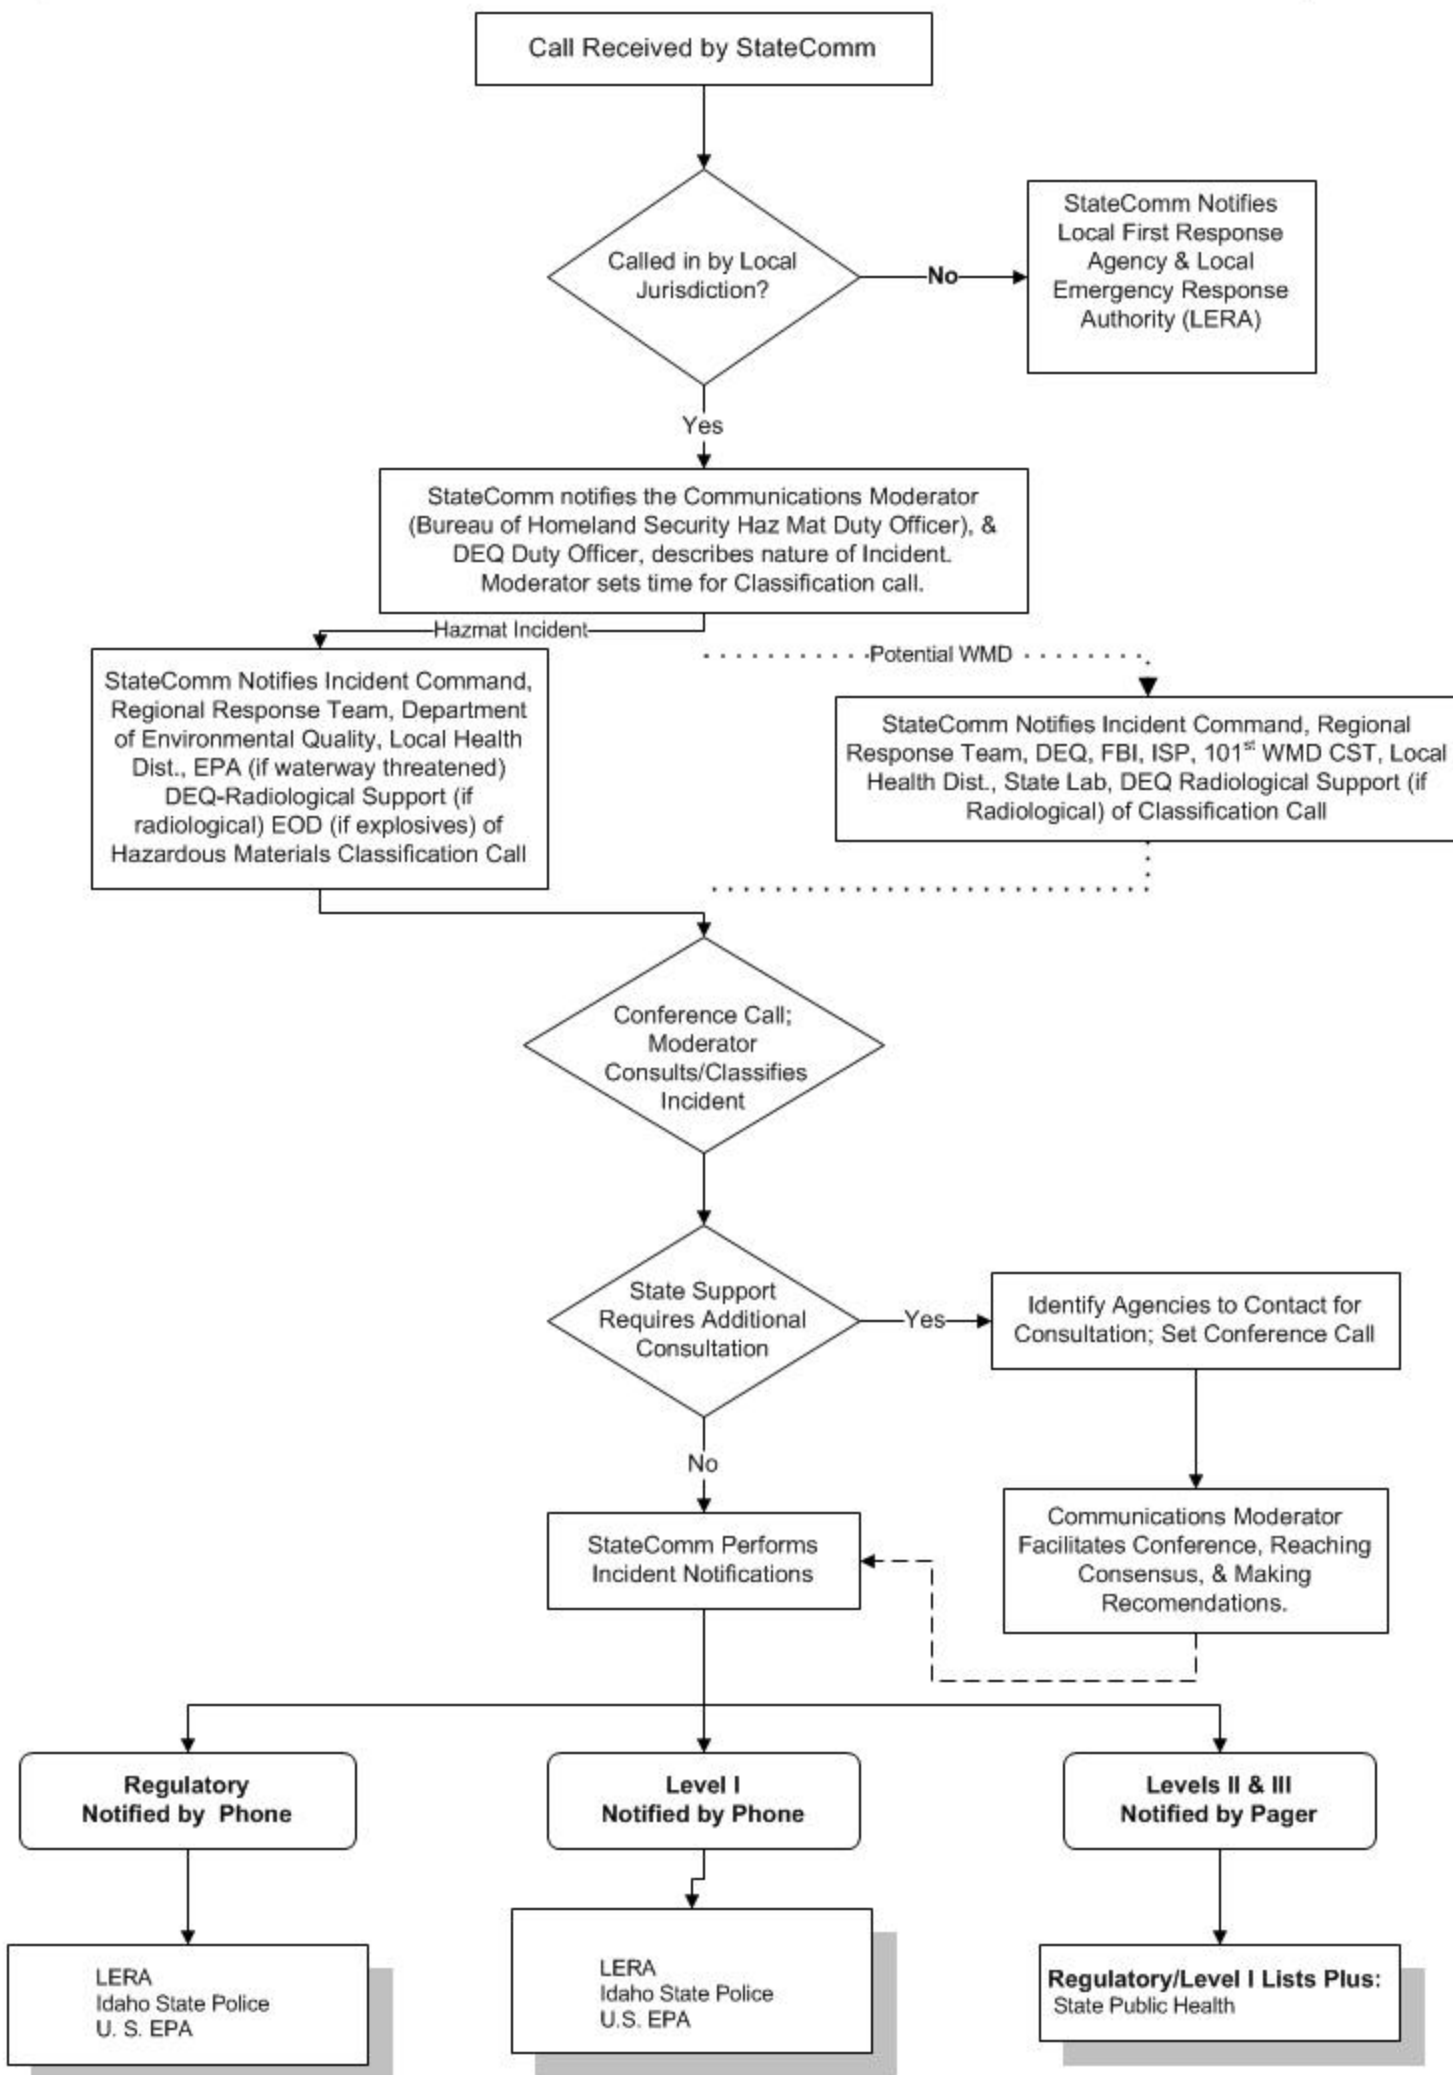 Call Received by StateComm
Called in by Local
Jurisdiction?
No
StateComm Notifies
Local First Response
Agency & Local
Emergency Response
Authority (LERA)
Yes
StateComm notifies the Communications Moderator
(Bureau of Homeland Security Haz Mat Duty Officer), &
DEQ Duty Officer, describes nature of Incident.
Moderator sets time for Classification call.
Hazmat Incident
Potential WMD
StateComm Notifies Incident Command,
Regional Response Team, Department
of Environmental Quality, Local Health
Dist., EPA (if waterway threatened)
DEQ-Radiological Support (if
radiological) EOD (if explosives) of
Hazardous Materials Classification Call
StateComm Notifies Incident Command, Regional
Response Team, DEQ, FBI, ISP, 101st WMD CST, Local
Health Dist., State Lab, DEQ Radiological Support (if
Radiological) of Classification Call
Conference Call;
Moderator
Consults/Classifies
Incident
State Support
Requires Additional
Consultation
Yes
Identify Agencies to Contact for
Consultation; Set Conference Call
No
StateComm Performs
Incident Notifications
Communications Moderator
Facilitates Conference, Reaching
Consensus, & Making
Recomendations.
Regulatory
Notified by Phone
Level I
Notified by Phone
Levels II & III
Notified by Pager
LERA
Idaho State Police
U. S. EPA
LERA
Idaho State Police
U.S. EPA
Regulatory/Level I Lists Plus:
State Public Health